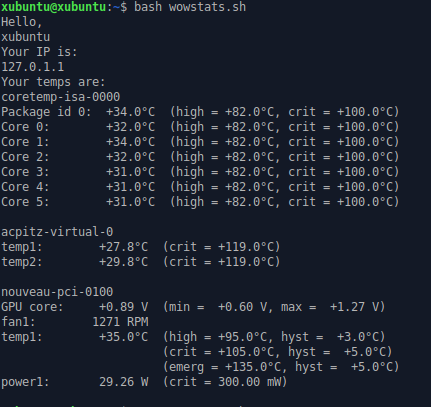 xubuntu@xubuntu:~$ bash wowstats.sh
Hello,
xubuntu
Your IP is:
127.0.1.1
Your temps are:
coretemp-isa-0000
Package id 0:  +34.0°C  (high = +82.0°C, crit = +100.0°C)
Core 0:        +32.0°C  (high = +82.0°C, crit = +100.0°C)
Core 1:        +34.0°C  (high = +82.0°C, crit = +100.0°C)
Core 2:        +32.0°C  (high = +82.0°C, crit = +100.0°C)
Core 3:        +31.0°C  (high = +82.0°C, crit = +100.0°C)
Core 4:        +31.0°C  (high = +82.0°C, crit = +100.0°C)
Core 5:        +31.0°C  (high = +82.0°C, crit = +100.0°C)
acpitz-virtual-0
temp1:        +27.8°C  (crit = +119.0°C)
temp2:        +29.8°C  (crit = +119.0°C)
nouveau-pci-0100
GPU core:     +0.89 V  (min =  +0.60 V, max =  +1.27 V)
fan1:        1271 RPM
temp1:        +35.0°C  (high = +95.0°C, hyst =  +3.0°C)
                       (crit = +105.0°C, hyst =  +5.0°C)
                       (emerg = +135.0°C, hyst =  +5.0°C)
power1:       29.26 W  (crit = 300.00 mW)